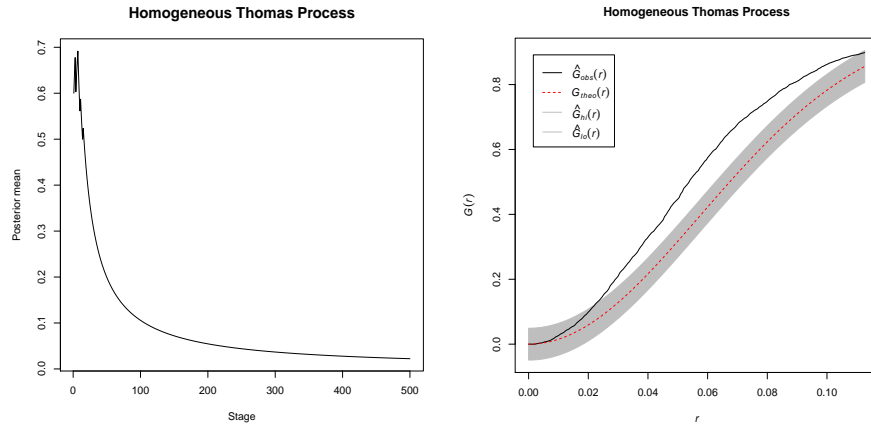 Homogeneous Thomas Process
Posterior mean
0.7
0.6
0.5
0.4
0.3
0.2
0.1
0.0
0 100 200 300 400 500
Stage
Homogeneous Thomas Process
Ĝobs(r)
Gtheo(r)
Ĝhi(r)
Ĝlo(r)
G(r)
0.8
0.6
0.4
0.2
0.0
0.00 0.02 0.04 0.06 0.08 0.10
r